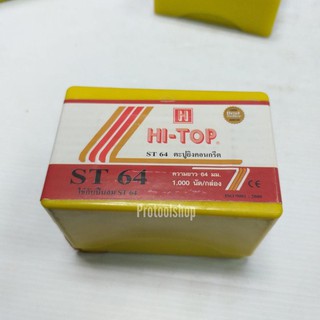 H
HI-TOP
ST 64 ตะปูยิงคอนกรีต
ST 64
ความยาว 64 มม.
1,000 นัด/กล่อง
CE
Protoolshop